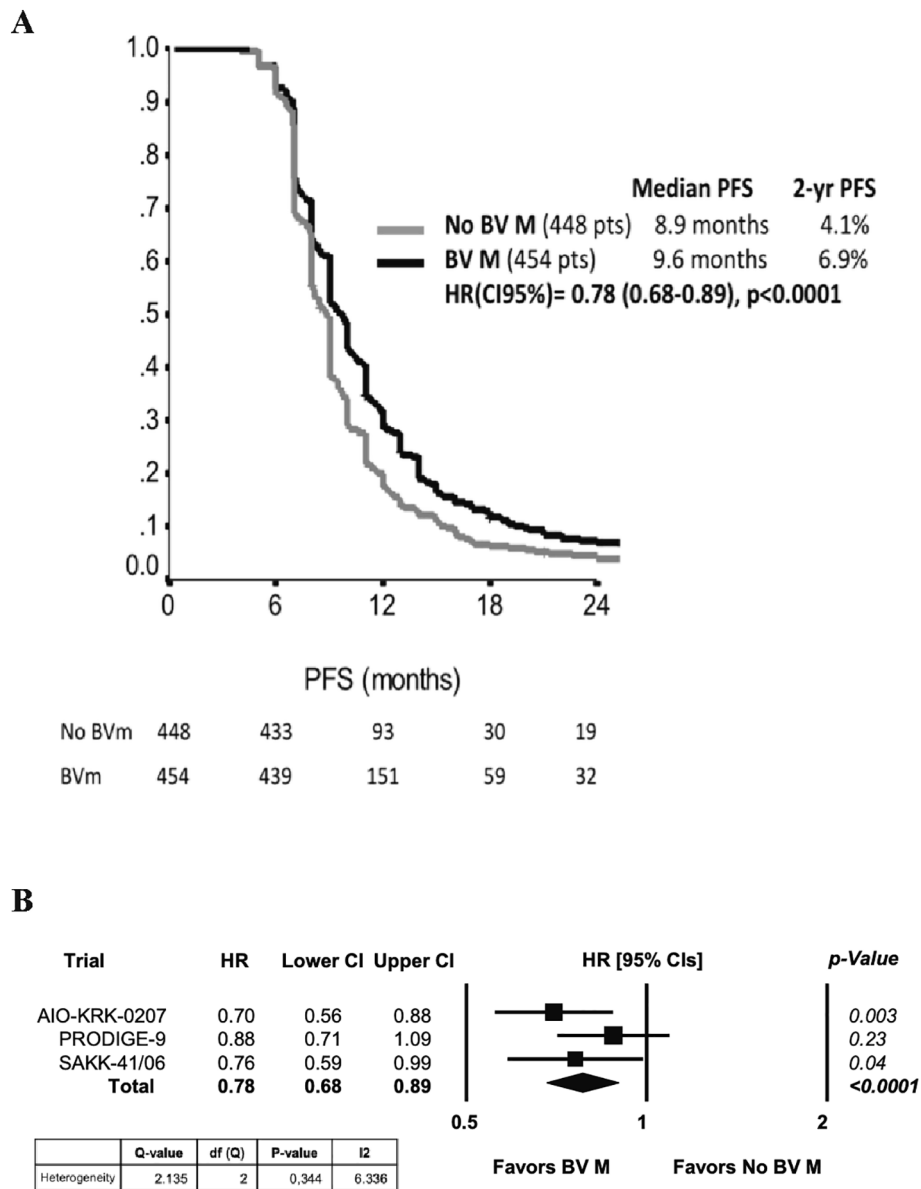 A
1.0
.9
.8
.7
.6
.5
.4
.3
.2
.1
0.0
Median PFS 2-yr PFS
No BV M (448 pts) 8.9 months 4.1%
BV M (454 pts) 9.6 months 6.9%
HR(CI95%)= 0.78 (0.68-0.89), p<0.0001
0 6 12 18 24
PFS (months)
No BVm 448 433 93 30 19
BVm 454 439 151 59 32
B
Trial HR Lower CI Upper CI HR [95% CIs] p-Value
AIO-KRK-0207 0.70 0.56 0.88 0.003
PRODIGE-9 0.88 0.71 1.09 0.23
SAKK-41/06 0.76 0.59 0.99 0.04
Total 0.78 0.68 0.89 <0.0001
0.5 1 2
Favors BV M Favors No BV M
Q-value df (Q) P-value I2
Heterogeneity 2.135 2 0,344 6.336